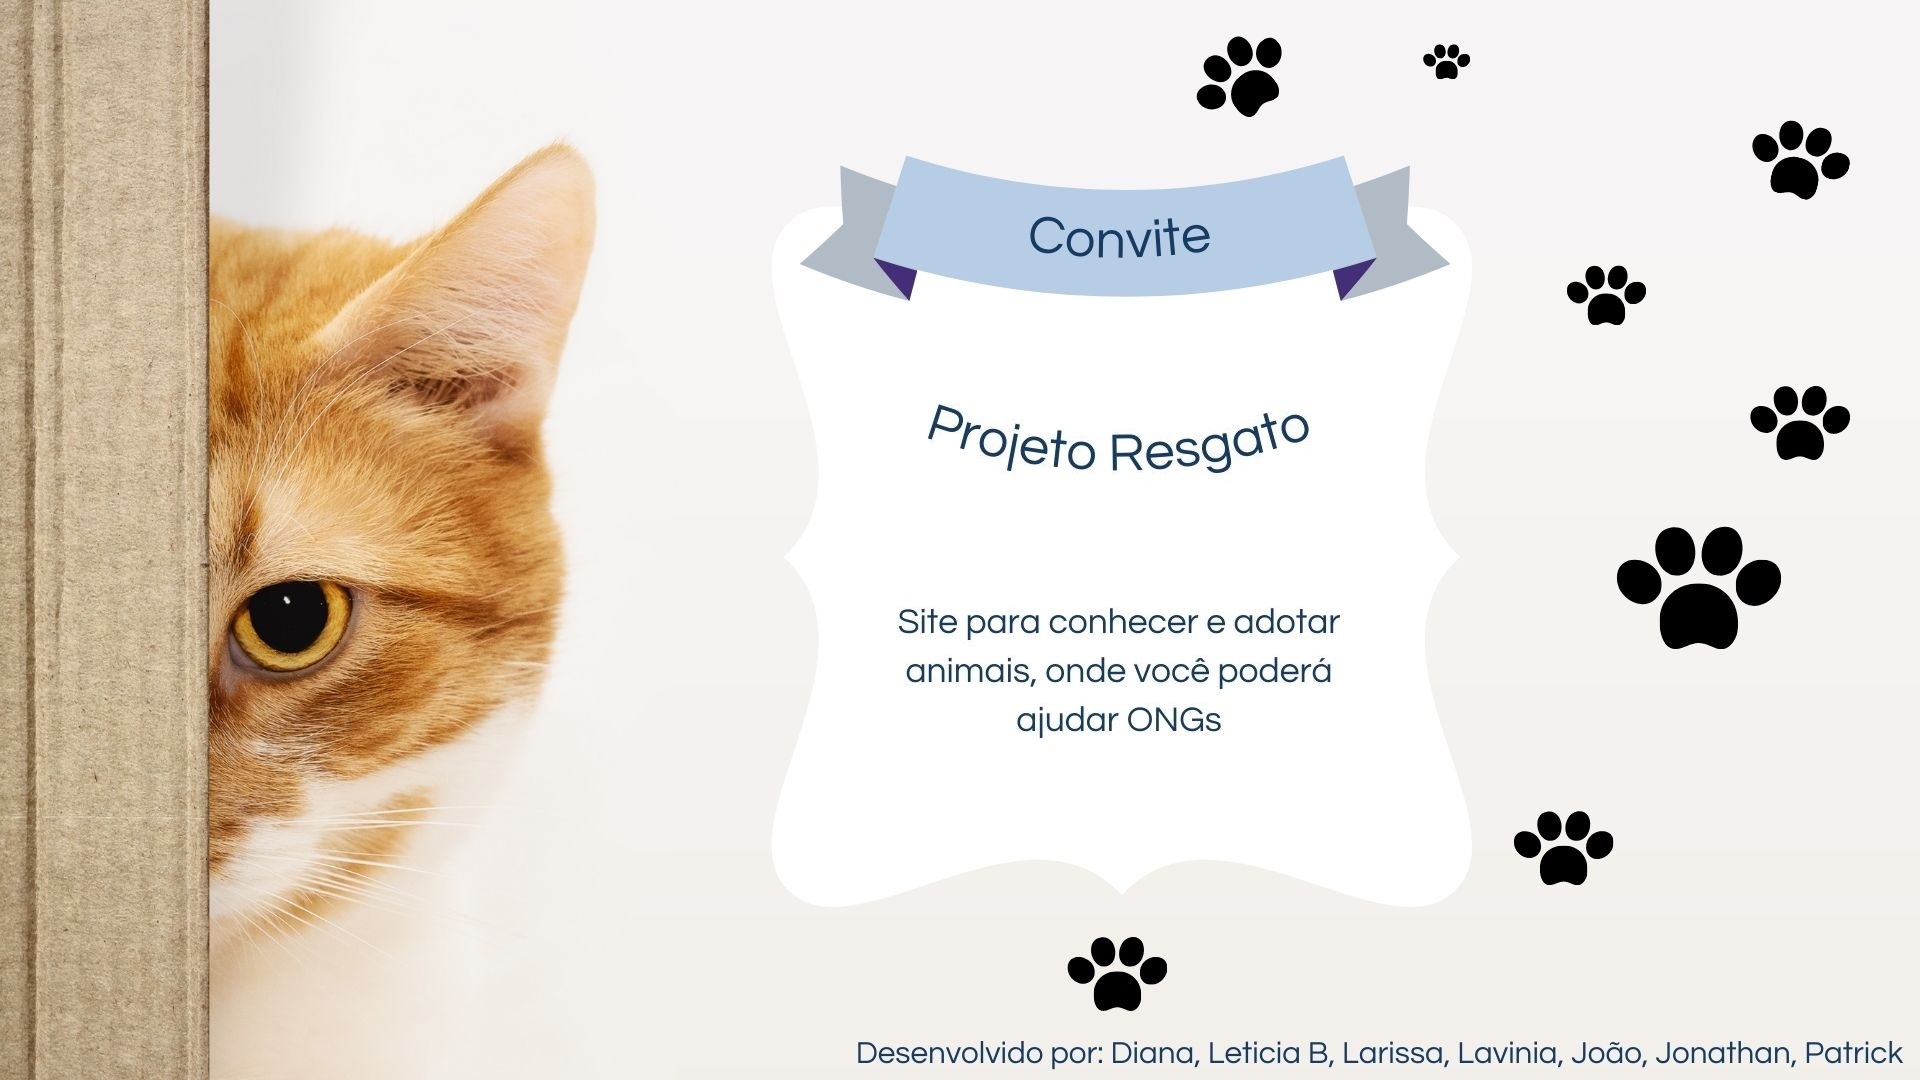 Convite
Projeto Resgato
Site para conhecer e adotar
animais, onde você poderá
ajudar ONGs
Desenvolvido por: Diana, Leticia B, Larissa, Lavinia, João, Jonathan, Patrick